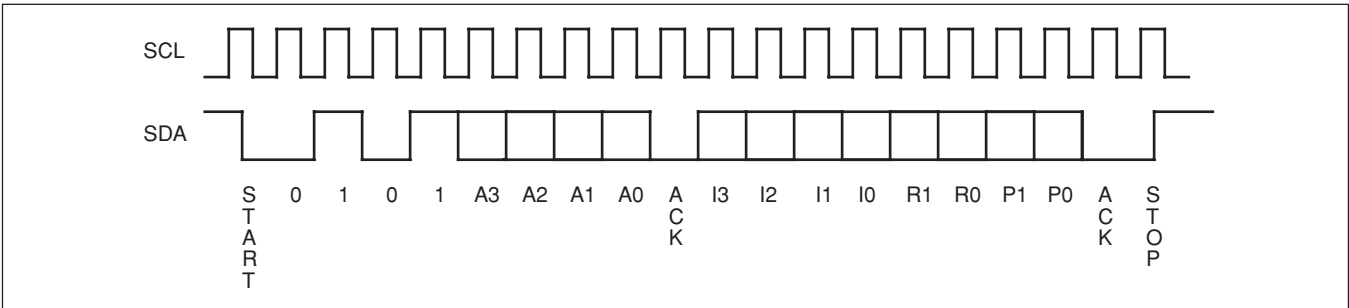 SCL
SDA
START 0 1 0 1 A3 A2 A1 A0 ACK I3 I2 I1 I0 R1 R0 P1 P0 ACK STOP